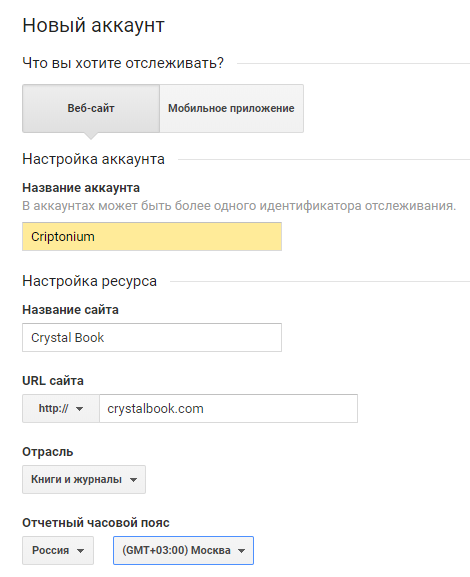 Новый аккаунт
Что вы хотите отслеживать?
Веб-сайт
Мобильное приложение
Настройка аккаунта
Название аккаунта
В аккаунтах может быть более одного идентификатора отслеживания.
Criptonium
Настройка ресурса
Название сайта
Crystal Book
URL сайта
http:// crystalbook.com
Отрасль
Книги и журналы
Отчетный часовой пояс
Россия (GMT+03:00) Москва